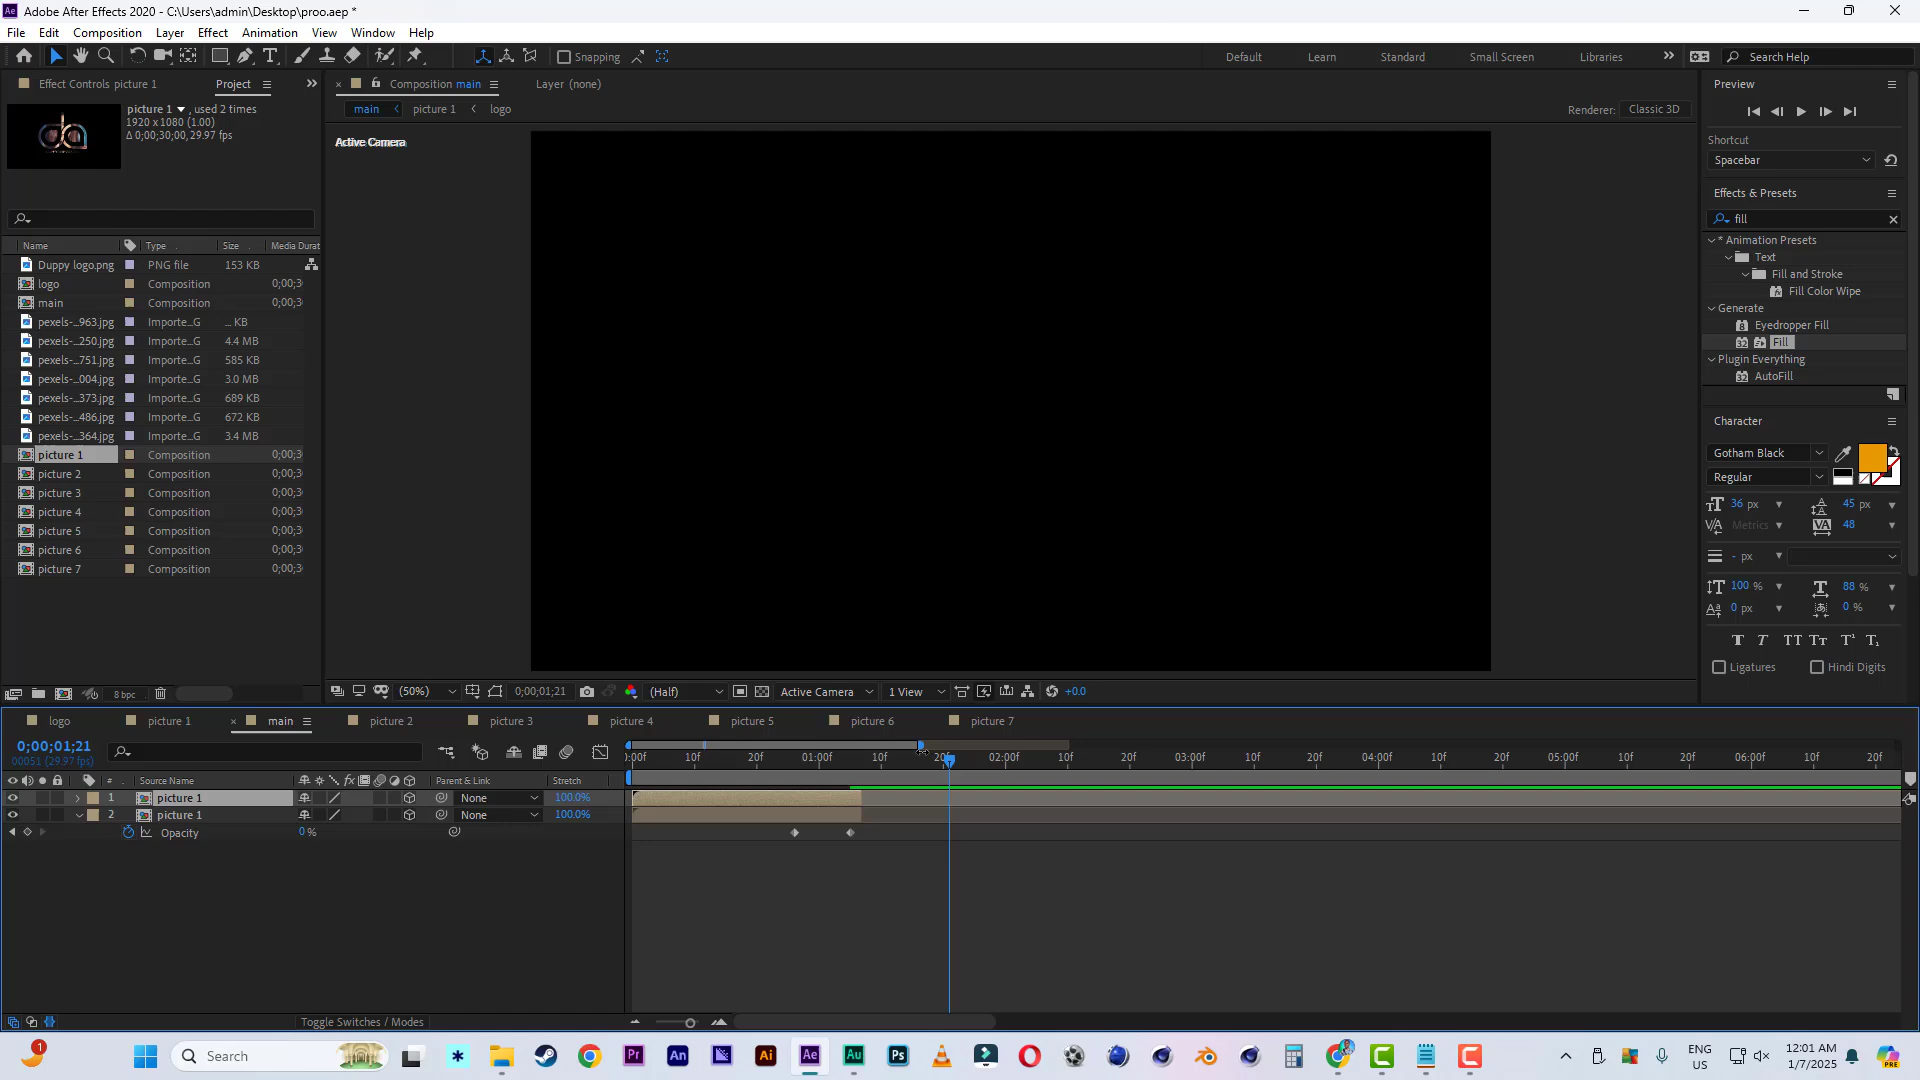 Adobe After Effects 2020 - C:\Users\admin\Desktop\proo.aep *
File Edit Composition Layer Effect Animation View Window Help
Snapping Default Learn Standard Small Screen Libraries Search Help
Effect Controls picture 1 Project
picture 1 , used 2 times
1920 x 1080 (1.00)
Δ 0;00;30;00, 29.97 fps
Name Type Size Media Durat
Duppy logo.png PNG file 153 KB
logo Composition 0;00;3
main Composition 0;00;3
pexels-...963.jpg Importe...G ... KB
pexels-...250.jpg Importe...G 4.4 MB
pexels-...751.jpg Importe...G 585 KB
pexels-...004.jpg Importe...G 3.0 MB
pexels-...373.jpg Importe...G 689 KB
pexels-...486.jpg Importe...G 672 KB
pexels-...364.jpg Importe...G 3.4 MB
picture 1 Composition 0;00;3
picture 2 Composition 0;00;3
picture 3 Composition 0;00;3
picture 4 Composition 0;00;3
picture 5 Composition 0;00;3
picture 6 Composition 0;00;3
picture 7 Composition 0;00;3
8 bpc
Composition main Layer (none)
main picture 1 logo
Renderer: Classic 3D
Active Camera
(50%) 0;00;01;21 (Half) Active Camera 1 View +0.0
Preview
Shortcut
Spacebar
Effects & Presets
fill
* Animation Presets
Text
Fill and Stroke
Fill Color Wipe
Generate
Eyedropper Fill
32 Fill
Plugin Everything
32 AutoFill
Character
Gotham Black
Regular
36 px 45 px
Metrics 48
- px
100 % 88 %
0 px 0 %
T T TT Tт T¹ T₁
Ligatures Hindi Digits
logo picture 1 main picture 2 picture 3 picture 4 picture 5 picture 6 picture 7
0;00;01;21
00051 (29.97 fps)
:00f 10f 20f 01:00f 10f 20f 02:00f 10f 20f 03:00f 10f 20f 04:00f 10f 20f 05:00f 10f 20f 06:00f 10f 20f
# Source Name Parent & Link Stretch
1 picture 1 None 100.0%
2 picture 1 None 100.0%
Opacity 0 %
Toggle Switches / Modes
1 Search Pr An Ai Ae Au Ps ENG US 12:01 AM 1/7/2025 PRE